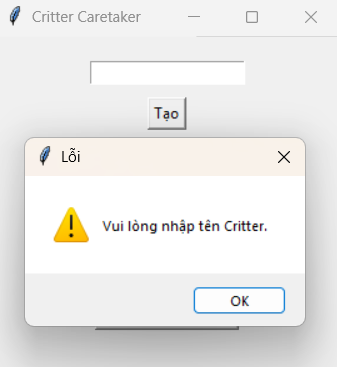 Critter Caretaker
Tạo
Lỗi
Vui lòng nhập tên Critter.
OK